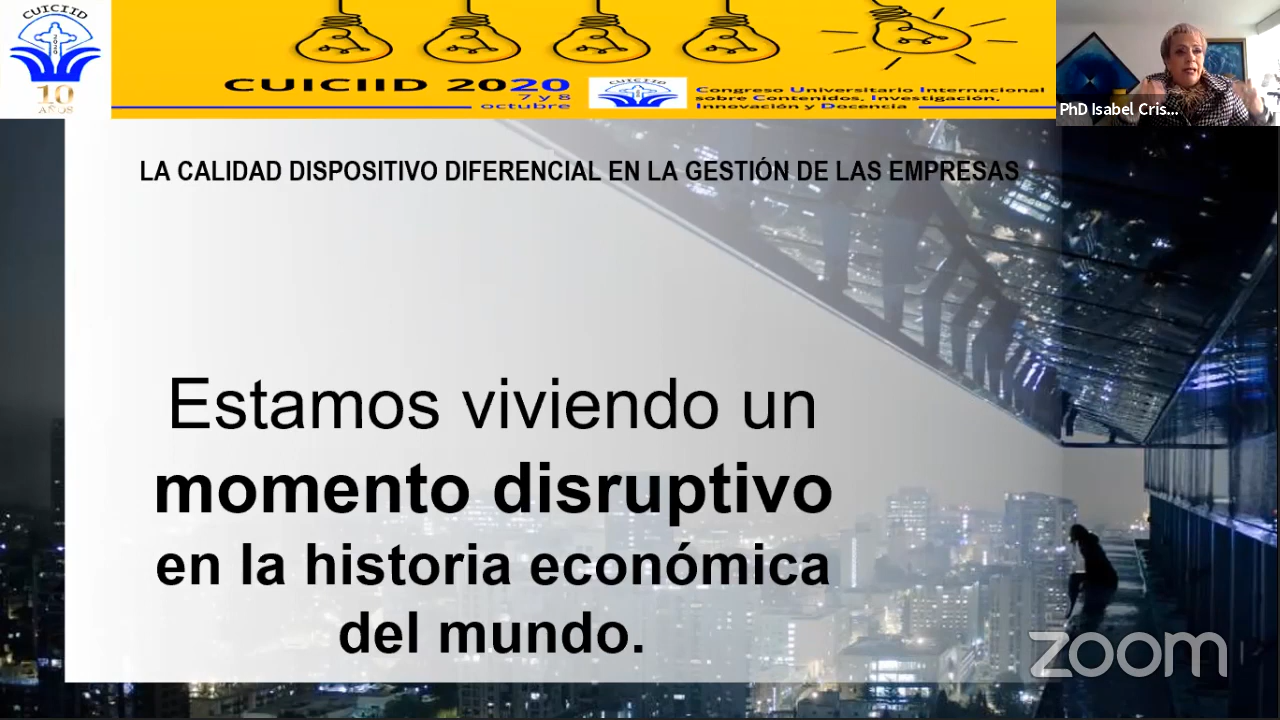 CUICIID
2020
10
AÑOS
CUICIID 2020
7 y 8
octubre
CUICIID
Congreso Universitario Internacional
sobre Contenidos, Investigación,
Innovación y Docencia
PhD Isabel Cris...
LA CALIDAD DISPOSITIVO DIFERENCIAL EN LA GESTIÓN DE LAS EMPRESAS
Estamos viviendo un
momento disruptivo
en la historia económica
del mundo.
zoom